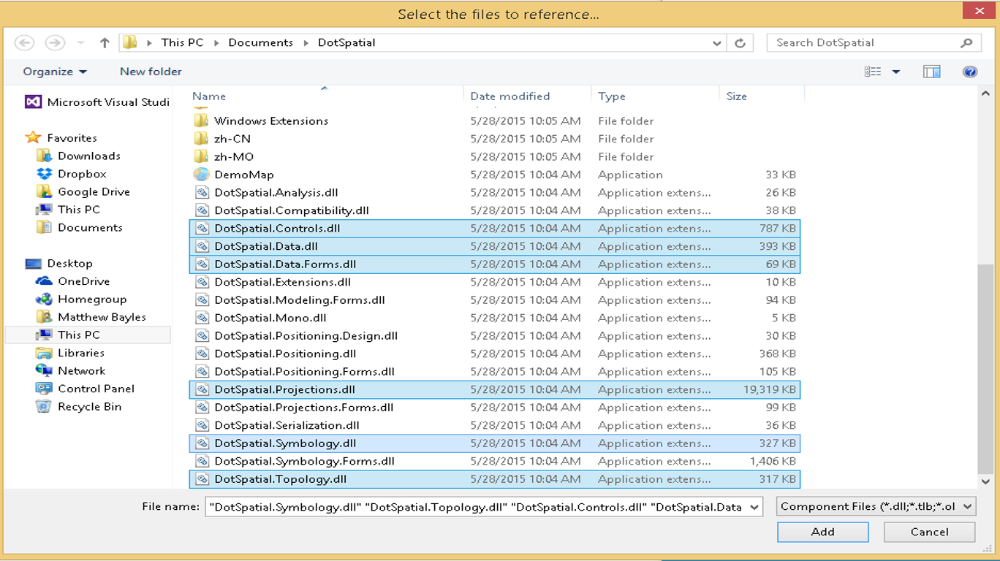 Select the files to reference...
This PC Documents DotSpatial
Search DotSpatial
Organize New folder
Microsoft Visual Studi
Favorites
Downloads
Dropbox
Google Drive
This PC
Documents
Desktop
OneDrive
Homegroup
Matthew Bayles
This PC
Libraries
Network
Control Panel
Recycle Bin
Name Date modified Type Size
Windows Extensions 5/28/2015 10:05 AM File folder
zh-CN 5/28/2015 10:05 AM File folder
zh-MO 5/28/2015 10:05 AM File folder
DemoMap 5/28/2015 10:04 AM Application 33 KB
DotSpatial.Analysis.dll 5/28/2015 10:04 AM Application extens... 26 KB
DotSpatial.Compatibility.dll 5/28/2015 10:04 AM Application extens... 38 KB
DotSpatial.Controls.dll 5/28/2015 10:04 AM Application extens... 787 KB
DotSpatial.Data.dll 5/28/2015 10:04 AM Application extens... 393 KB
DotSpatial.Data.Forms.dll 5/28/2015 10:04 AM Application extens... 69 KB
DotSpatial.Extensions.dll 5/28/2015 10:04 AM Application extens... 10 KB
DotSpatial.Modeling.Forms.dll 5/28/2015 10:04 AM Application extens... 94 KB
DotSpatial.Mono.dll 5/28/2015 10:04 AM Application extens... 5 KB
DotSpatial.Positioning.Design.dll 5/28/2015 10:04 AM Application extens... 30 KB
DotSpatial.Positioning.dll 5/28/2015 10:04 AM Application extens... 368 KB
DotSpatial.Positioning.Forms.dll 5/28/2015 10:04 AM Application extens... 105 KB
DotSpatial.Projections.dll 5/28/2015 10:04 AM Application extens... 19,319 KB
DotSpatial.Projections.Forms.dll 5/28/2015 10:04 AM Application extens... 99 KB
DotSpatial.Serialization.dll 5/28/2015 10:04 AM Application extens... 36 KB
DotSpatial.Symbology.dll 5/28/2015 10:04 AM Application extens... 327 KB
DotSpatial.Symbology.Forms.dll 5/28/2015 10:04 AM Application extens... 1,406 KB
DotSpatial.Topology.dll 5/28/2015 10:04 AM Application extens... 317 KB
File name: "DotSpatial.Symbology.dll" "DotSpatial.Topology.dll" "DotSpatial.Controls.dll" "DotSpatial.Data
Component Files (*.dll;*.tlb;*.ol
Add Cancel